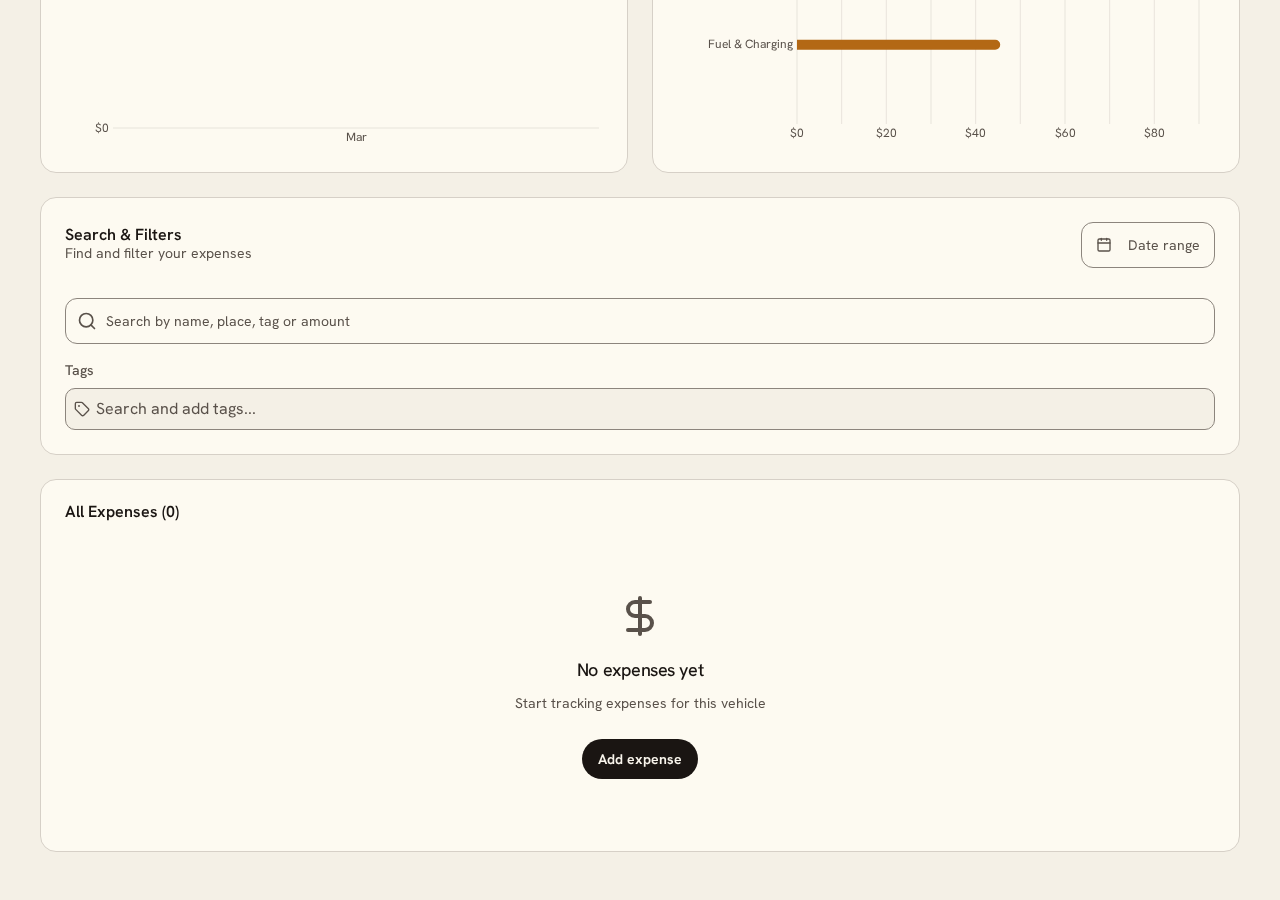 Fuel & Charging
$0
Mar
$0 $20 $40 $60 $80
Search & Filters
Find and filter your expenses
Date range
Search by name, place, tag or amount
Tags
Search and add tags...
All Expenses (0)
No expenses yet
Start tracking expenses for this vehicle
Add expense